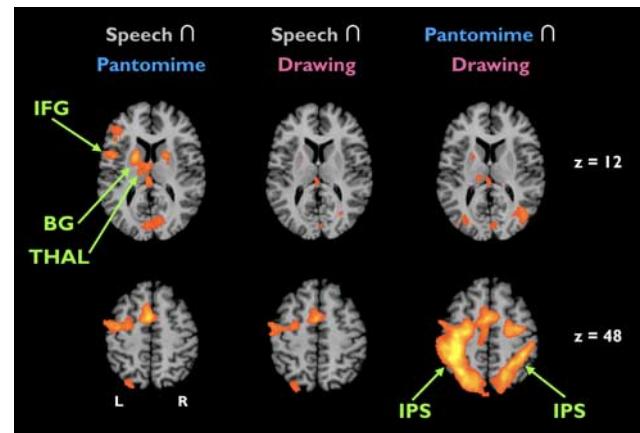 Speech ∩ Speech ∩ Pantomime ∩
Pantomime Drawing Drawing
IFG
z = 12
BG
THAL
z = 48
L R
IPS IPS